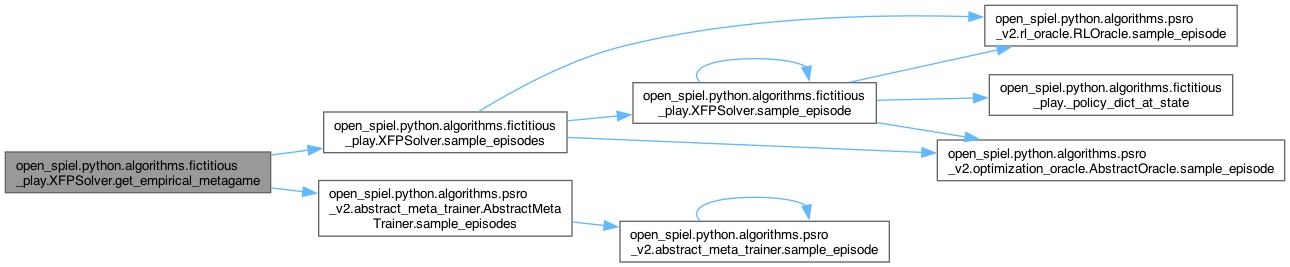 open_spiel.python.algorithms.fictitious
_play.XFPSolver.get_empirical_metagame
open_spiel.python.algorithms.fictitious
_play.XFPSolver.sample_episodes
open_spiel.python.algorithms.psro
_v2.abstract_meta_trainer.AbstractMeta
Trainer.sample_episodes
open_spiel.python.algorithms.fictitious
_play.XFPSolver.sample_episode
open_spiel.python.algorithms.psro
_v2.abstract_meta_trainer.sample_episode
open_spiel.python.algorithms.psro
_v2.rl_oracle.RLOracle.sample_episode
open_spiel.python.algorithms.fictitious
_play._policy_dict_at_state
open_spiel.python.algorithms.psro
_v2.optimization_oracle.AbstractOracle.sample_episode